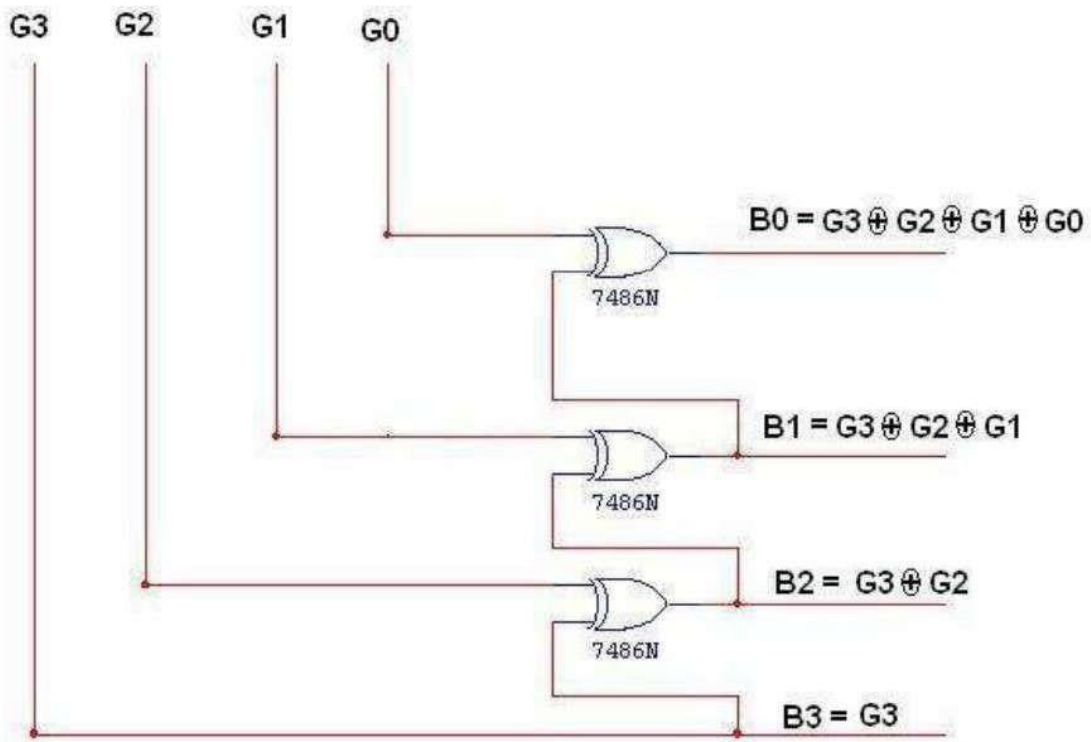 G3 G2 G1 G0
B0 = G3 ⊕ G2 ⊕ G1 ⊕ G0
7486N
B1 = G3 ⊕ G2 ⊕ G1
7486N
B2 = G3 ⊕ G2
7486N
B3 = G3